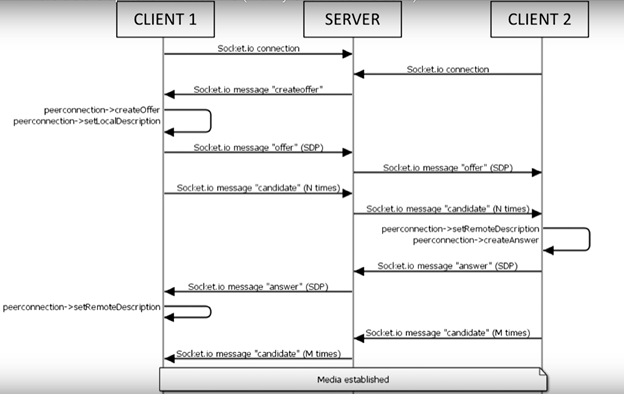 CLIENT 1
SERVER
CLIENT 2
Socket.io connection
Socket.io connection
Socket.io message "createoffer"
peerconnection->createOffer
peerconnection->setLocalDescription
Socket.io message "offer" (SDP)
Socket.io message "offer" (SDP)
Socket.io message "candidate" (N times)
Socket.io message "candidate" (N times)
peerconnection->setRemoteDescription
peerconnection->createAnswer
Socket.io message "answer" (SDP)
Socket.io message "answer" (SDP)
peerconnection->setRemoteDescription
Socket.io message "candidate" (M times)
Socket.io message "candidate" (M times)
Media established